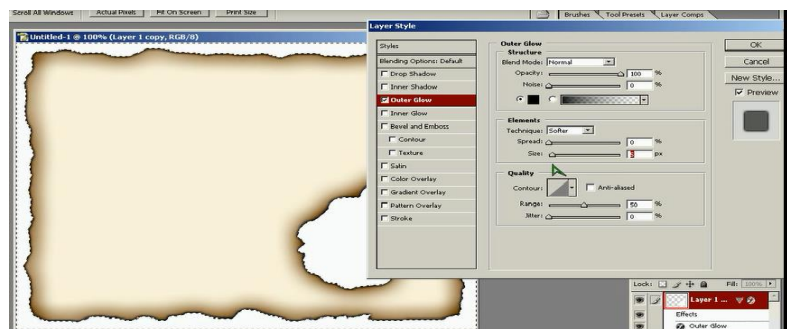 Scroll All Windows Actual Pixels Fit On Screen Print Size
Brushes Tool Presets Layer Comps
Untitled-1 @ 100% (Layer 1 copy, RGB/8)
Layer Style
Styles
Blending Options: Default
Drop Shadow
Inner Shadow
Outer Glow
Inner Glow
Bevel and Emboss
Contour
Texture
Satin
Color Overlay
Gradient Overlay
Pattern Overlay
Stroke
Outer Glow
Structure
Blend Mode: Normal
Opacity: 100 %
Noise: 0 %
Elements
Technique: Softer
Spread: 0 %
Size: px
Quality
Contour: Anti-aliased
Range: 50 %
Jitter: 0 %
OK
Cancel
New Style...
Preview
Lock: Fill: 100%
Layer 1 ...
Effects
Outer Glow